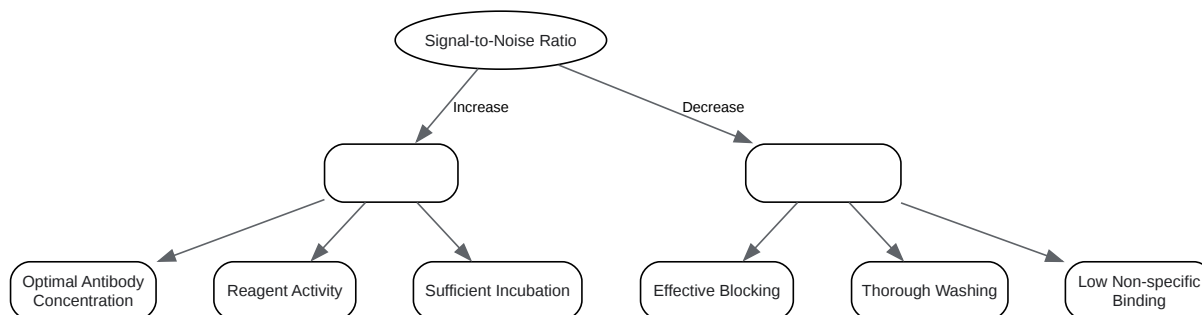 Signal-to-Noise Ratio
Increase
Decrease
Optimal Antibody
Concentration
Reagent Activity
Sufficient Incubation
Effective Blocking
Thorough Washing
Low Non-specific
Binding